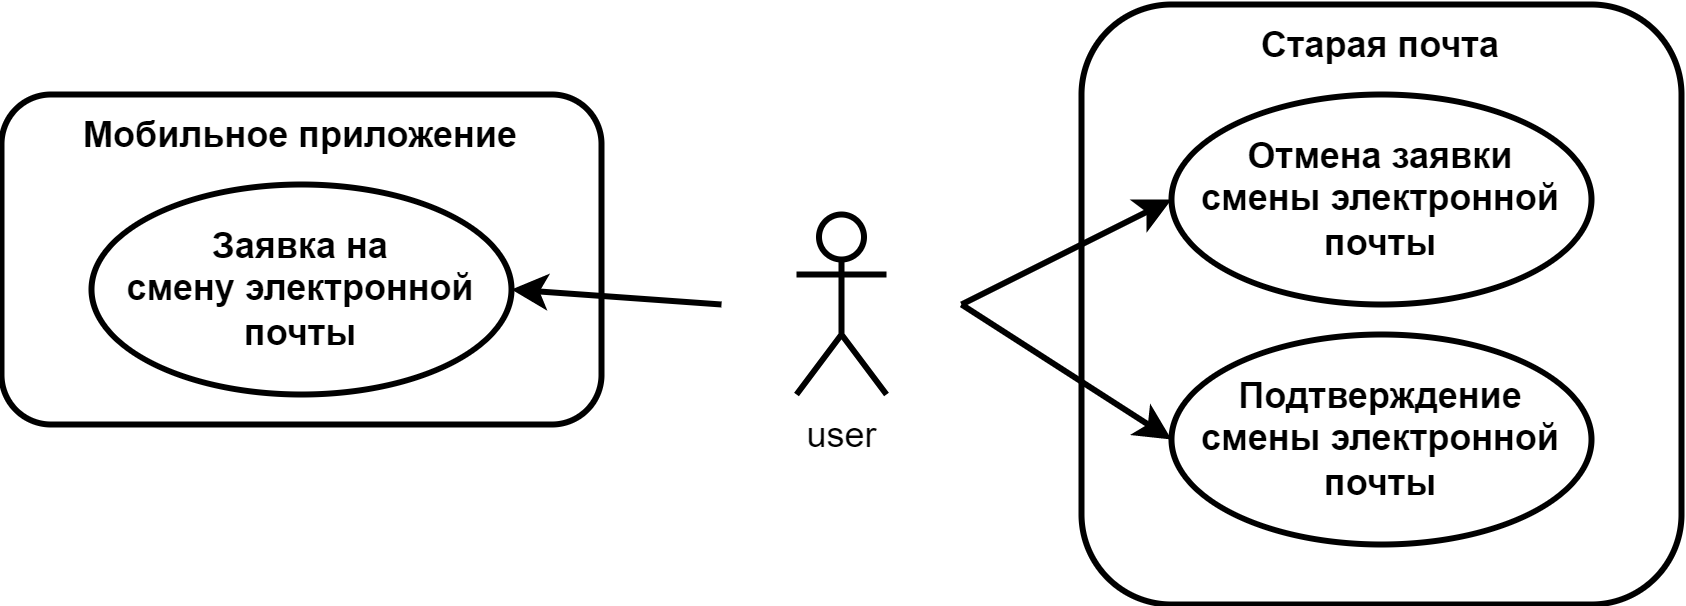 Мобильное приложение
Заявка на
смену электронной
почты
user
Старая почта
Отмена заявки
смены электронной
почты
Подтверждение
смены электронной
почты